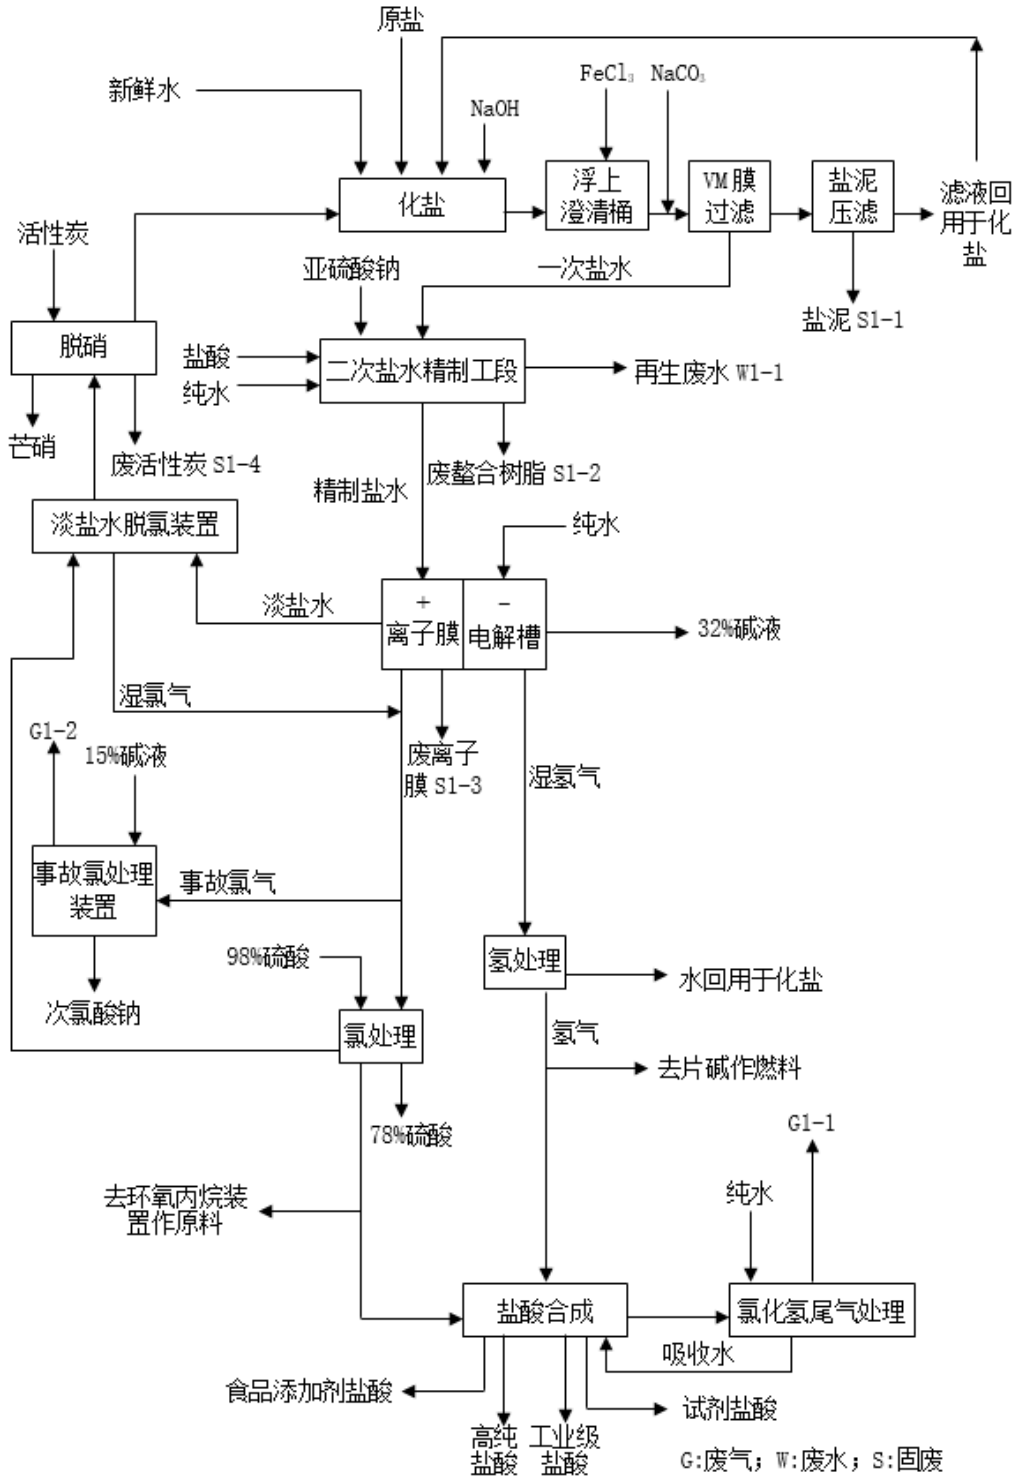 原盐
FeCl₃ NaCO₃
新鲜水
NaOH
化盐
浮上
澄清桶
VM膜
过滤
盐泥
压滤
滤液回
用于化
盐
活性炭
亚硫酸钠
一次盐水
盐泥 S1-1
脱硝
盐酸
纯水
二次盐水精制工段
再生废水 W1-1
芒硝
废活性炭 S1-4
废螯合树脂 S1-2
精制盐水
淡盐水脱氯装置
纯水
淡盐水
+
离子膜
-
电解槽
32%碱液
湿氯气
G1-2
15%碱液
废离子
膜 S1-3
湿氢气
事故氯处理
装置
事故氯气
98%硫酸
氢处理
水回用于化盐
次氯酸钠
氯处理
氢气
去片碱作燃料
78%硫酸
G1-1
去环氧丙烷装
置作原料
纯水
盐酸合成
氯化氢尾气处理
吸收水
食品添加剂盐酸
高纯
盐酸
工业级
盐酸
试剂盐酸
G:废气; W:废水; S:固废